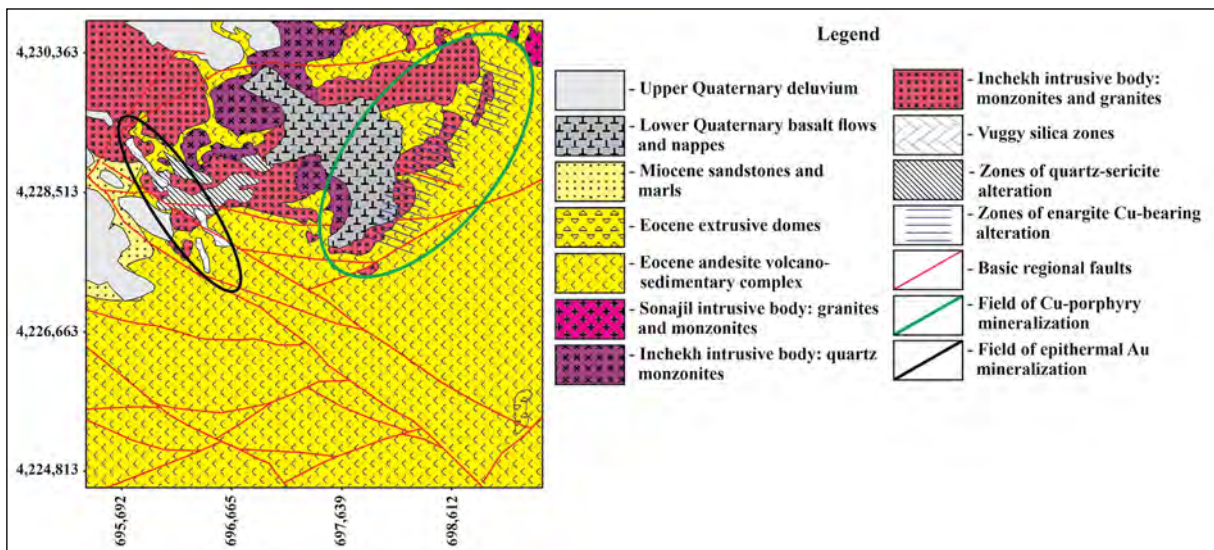 4,230,363
4,228,513
4,226,663
4,224,813
695,692
696,665
697,639
698,612
Legend
- Upper Quaternary deluvium
- Lower Quaternary basalt flows
and nappes
- Miocene sandstones and
marls
- Eocene extrusive domes
- Eocene andesite volcano-
sedimentary complex
- Sonajil intrusive body: granites
and monzonites
- Inchekh intrusive body: quartz
monzonites
- Inchekh intrusive body:
monzonites and granites
- Vuggy silica zones
- Zones of quartz-sericite
alteration
- Zones of enargite Cu-bearing
alteration
- Basic regional faults
- Field of Cu-porphyry
mineralization
- Field of epithermal Au
mineralization